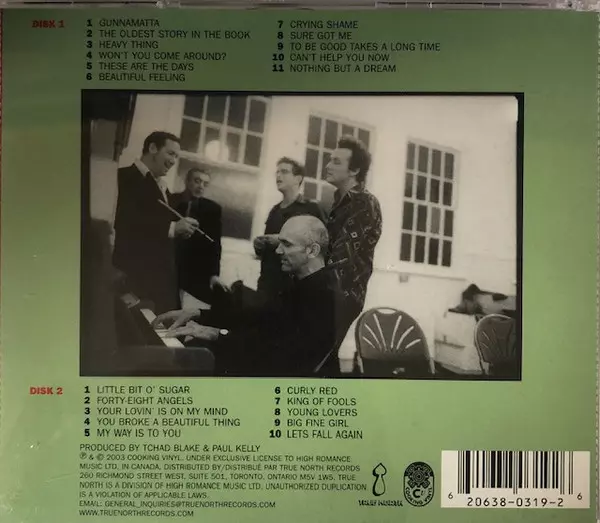 DISK 1
1 GUNNAMATTA
2 THE OLDEST STORY IN THE BOOK
3 HEAVY THING
4 WON'T YOU COME AROUND?
5 THESE ARE THE DAYS
6 BEAUTIFUL FEELING
7 CRYING SHAME
8 SURE GOT ME
9 TO BE GOOD TAKES A LONG TIME
10 CAN'T HELP YOU NOW
11 NOTHING BUT A DREAM
DISK 2
1 LITTLE BIT O' SUGAR
2 FORTY-EIGHT ANGELS
3 YOUR LOVIN' IS ON MY MIND
4 YOU BROKE A BEAUTIFUL THING
5 MY WAY IS TO YOU
6 CURLY RED
7 KING OF FOOLS
8 YOUNG LOVERS
9 BIG FINE GIRL
10 LETS FALL AGAIN
PRODUCED BY TCHAD BLAKE & PAUL KELLY
℗ & © 2003 COOKING VINYL. UNDER EXCLUSIVE LICENSE TO HIGH ROMANCE
MUSIC LTD, IN CANADA. DISTRIBUTED BY/DISTRIBUÉ PAR TRUE NORTH RECORDS
260 RICHMOND STREET WEST, SUITE 501, TORONTO, ONTARIO M5V 1W5. TRUE
NORTH IS A DIVISION OF HIGH ROMANCE MUSIC LTD. UNAUTHORIZED DUPLICATION
IS A VIOLATION OF APPLICABLE LAWS.
EMAIL: GENERAL_INQUIRIES@TRUENORTHRECORDS.COM
WWW.TRUENORTHRECORDS.COM
TRUE NORTH
COOKING VINYL
6 20638-0319-2 6